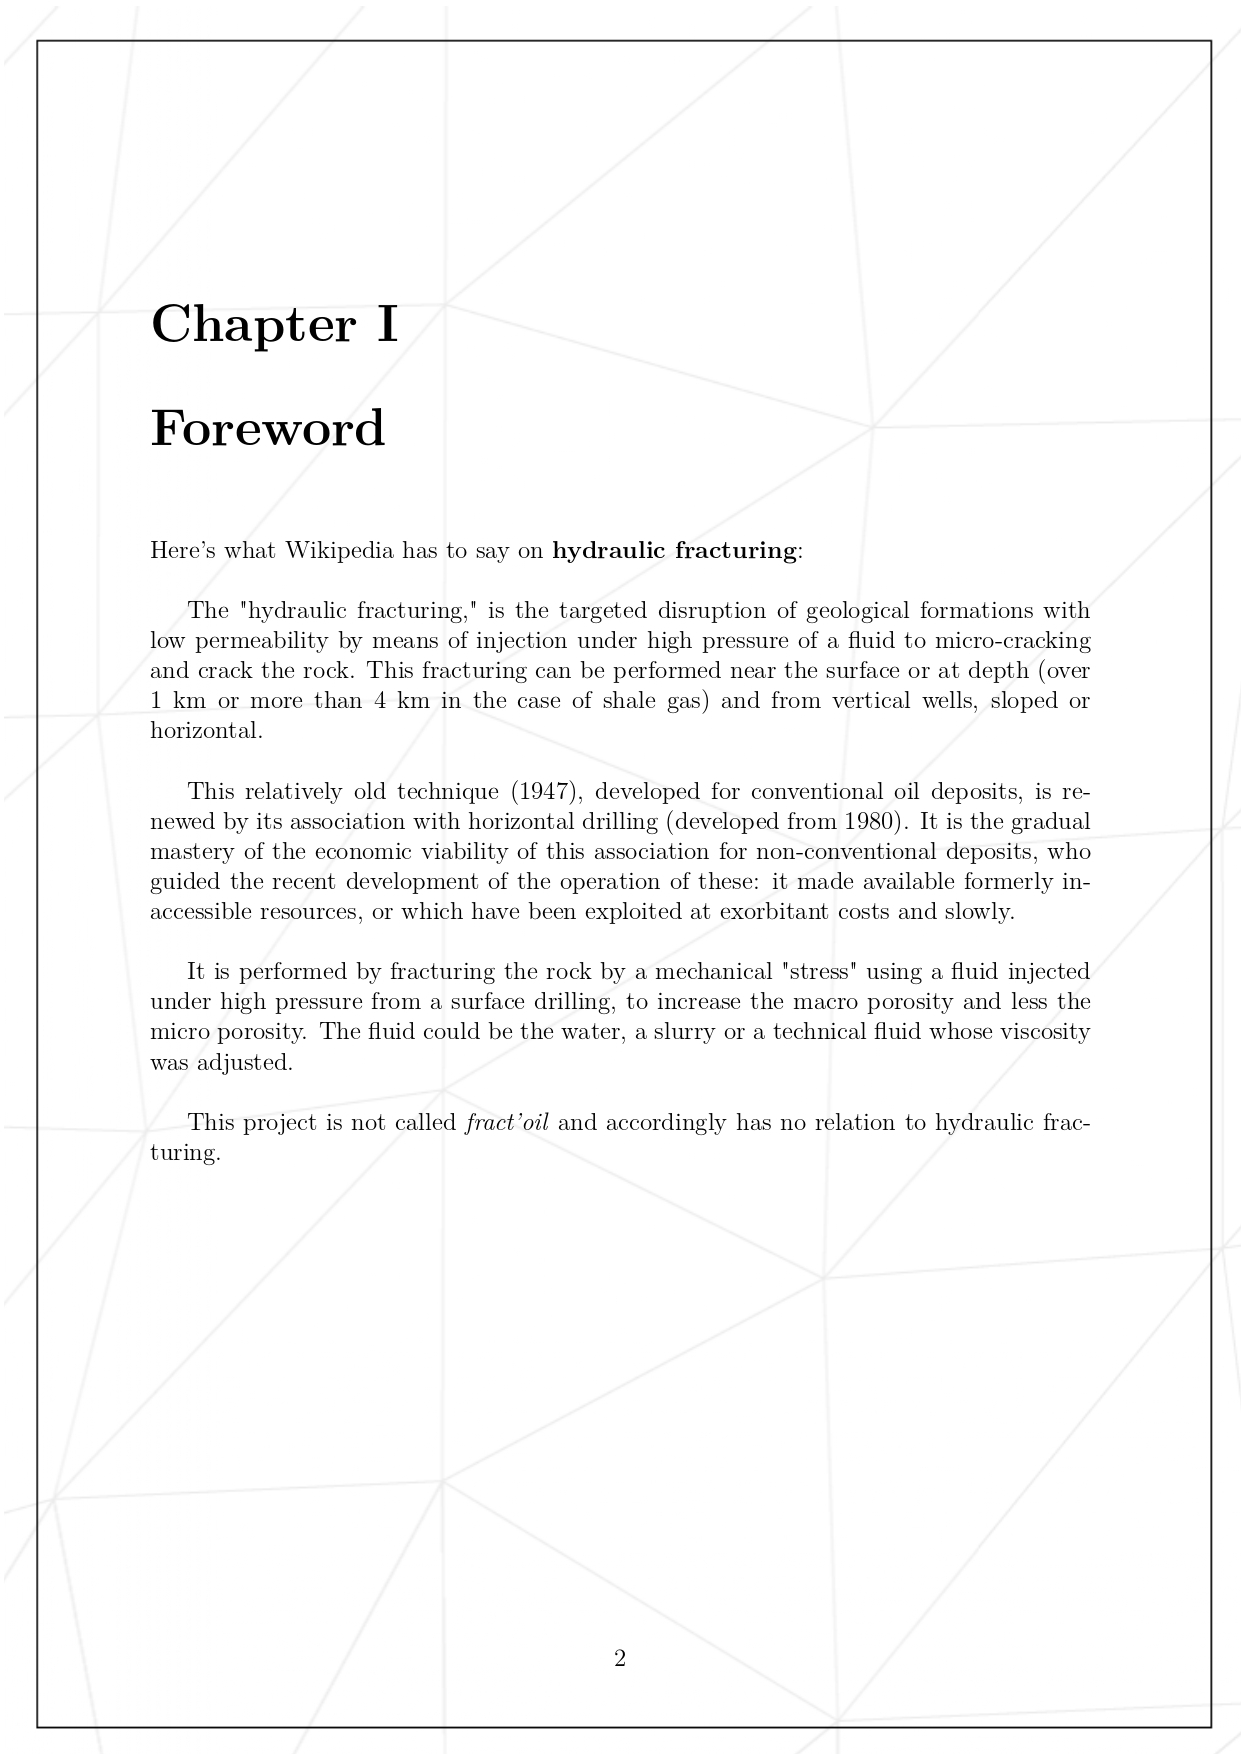 Chapter I
Foreword
Here's what Wikipedia has to say on hydraulic fracturing:
The "hydraulic fracturing," is the targeted disruption of geological formations with
low permeability by means of injection under high pressure of a fluid to micro-cracking
and crack the rock. This fracturing can be performed near the surface or at depth (over
1 km or more than 4 km in the case of shale gas) and from vertical wells, sloped or
horizontal.
This relatively old technique (1947), developed for conventional oil deposits, is re-
newed by its association with horizontal drilling (developed from 1980). It is the gradual
mastery of the economic viability of this association for non-conventional deposits, who
guided the recent development of the operation of these: it made available formerly in-
accessible resources, or which have been exploited at exorbitant costs and slowly.
It is performed by fracturing the rock by a mechanical "stress" using a fluid injected
under high pressure from a surface drilling, to increase the macro porosity and less the
micro porosity. The fluid could be the water, a slurry or a technical fluid whose viscosity
was adjusted.
This project is not called fract'oil and accordingly has no relation to hydraulic frac-
turing.
2